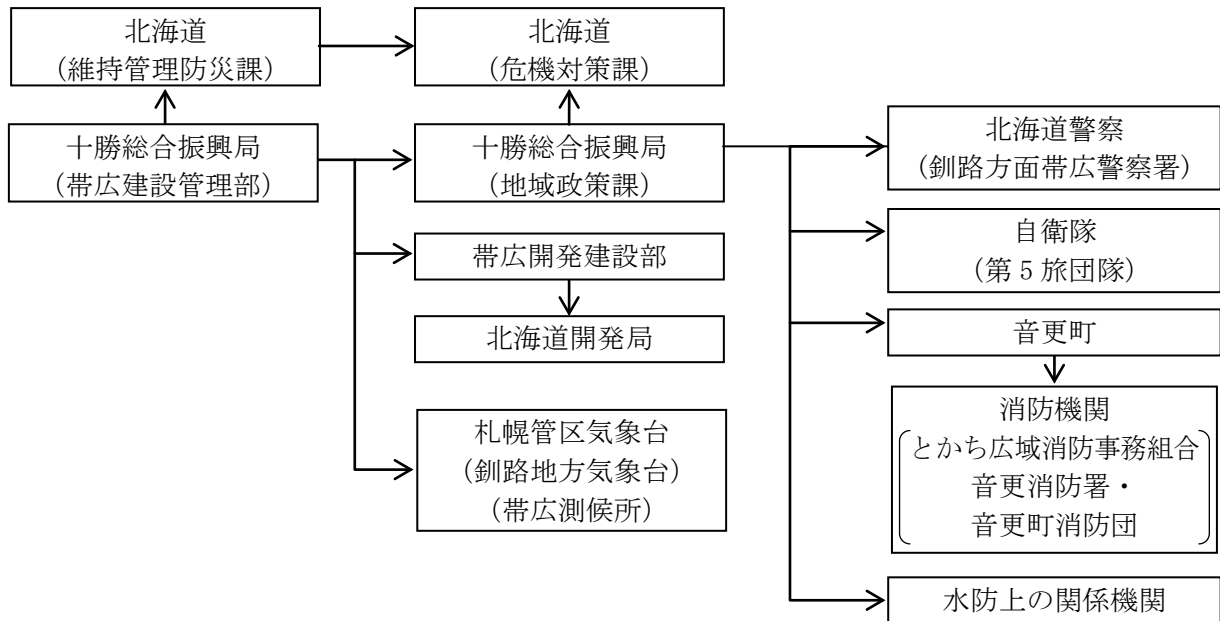 北海道
（維持管理防災課）
北海道
（危機対策課）
十勝総合振興局
（帯広建設管理部）
十勝総合振興局
（地域政策課）
北海道警察
（釧路方面帯広警察署）
帯広開発建設部
自衛隊
（第５旅団隊）
北海道開発局
音更町
札幌管区気象台
（釧路地方気象台）
（帯広測候所）
消防機関
とかち広域消防事務組合
音更消防署・
音更町消防団
水防上の関係機関